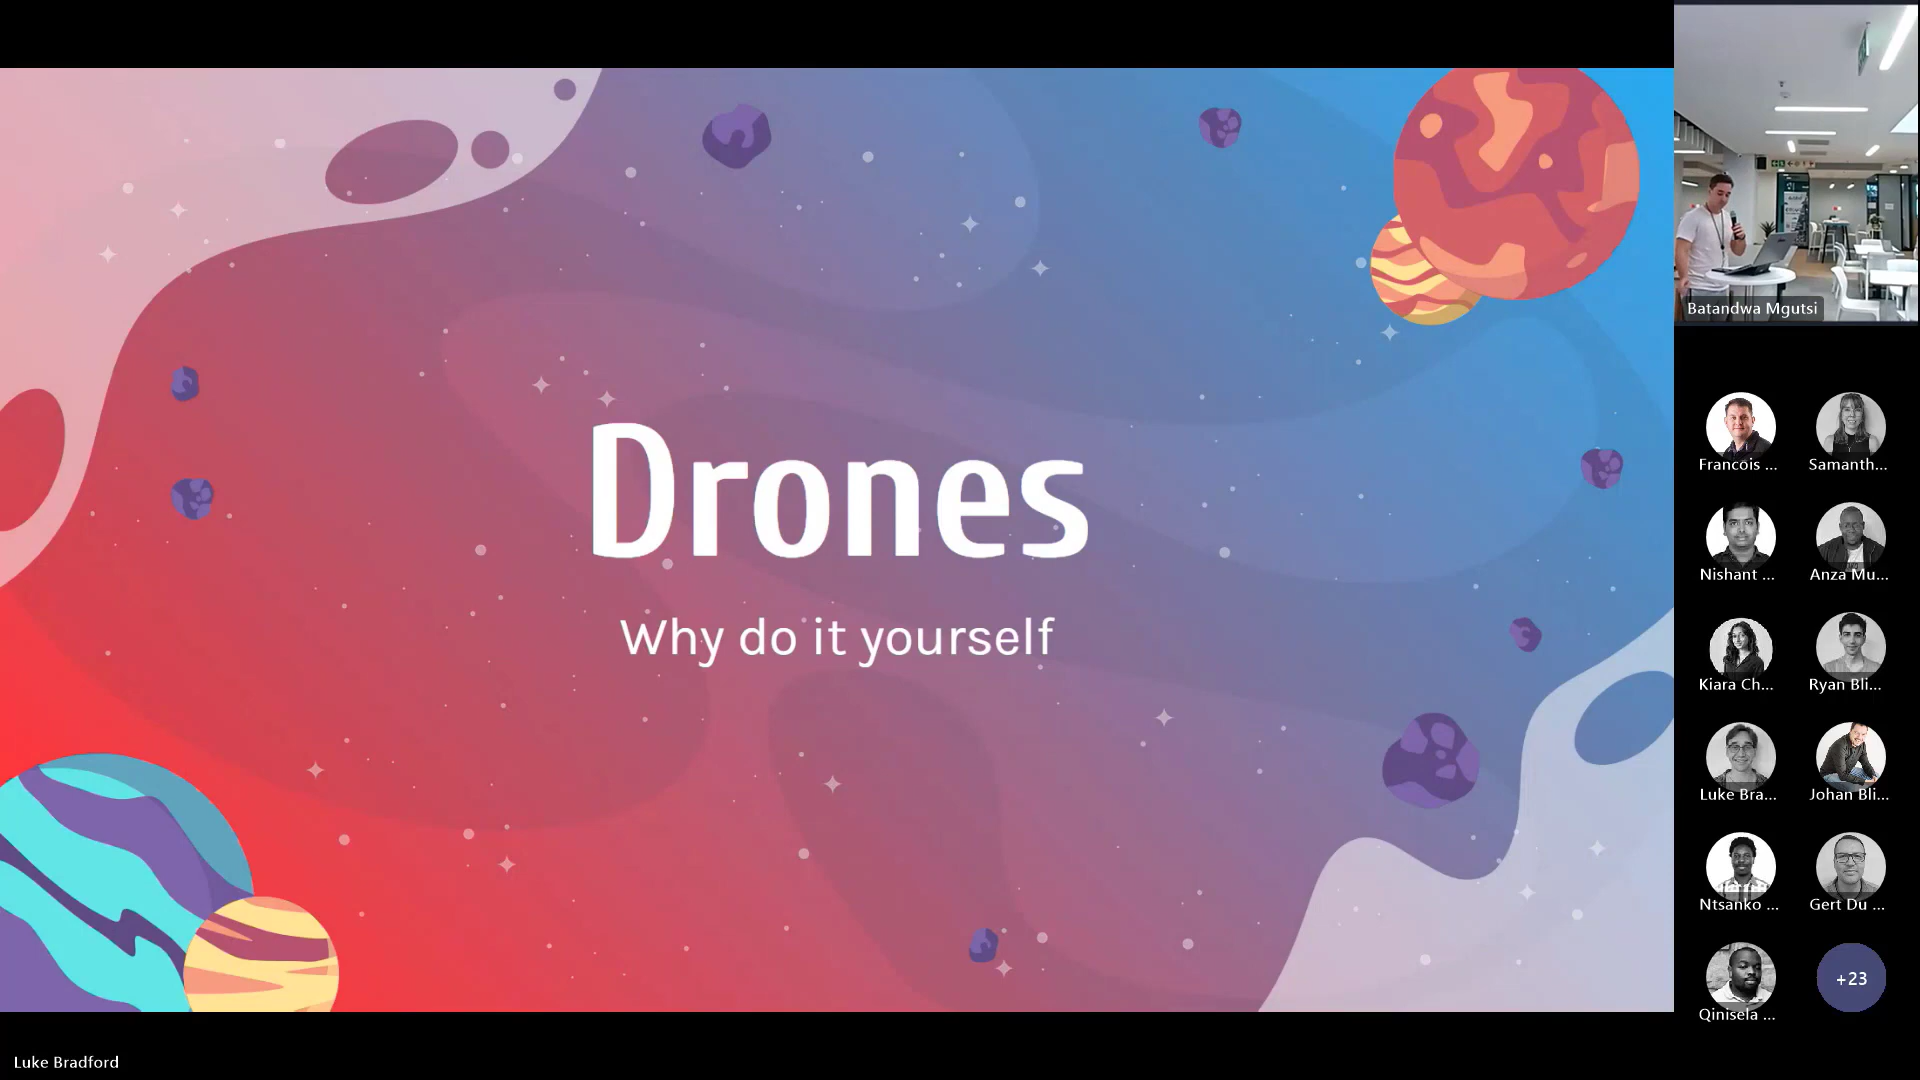 Drones
Why do it yourself
Batandwa Mgutsi
Francois ...
Samanth...
Nishant ...
Anza Mu...
Kiara Ch...
Ryan Bli...
Luke Bra...
Johan Bli...
Ntsanko ...
Gert Du ...
Qinisela ...
+23
Luke Bradford